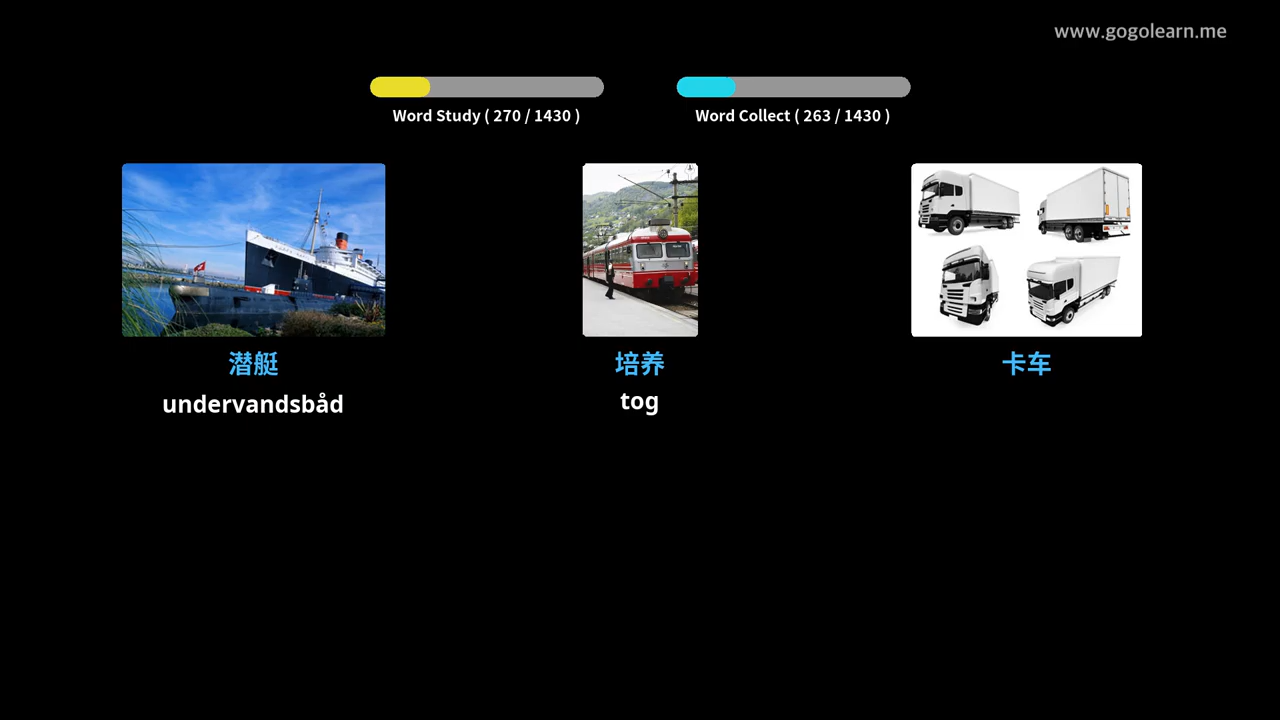 www.gogolearn.me
Word Study ( 270 / 1430 )
Word Collect ( 263 / 1430 )
潜艇
培养
卡车
undervandsbåd
tog